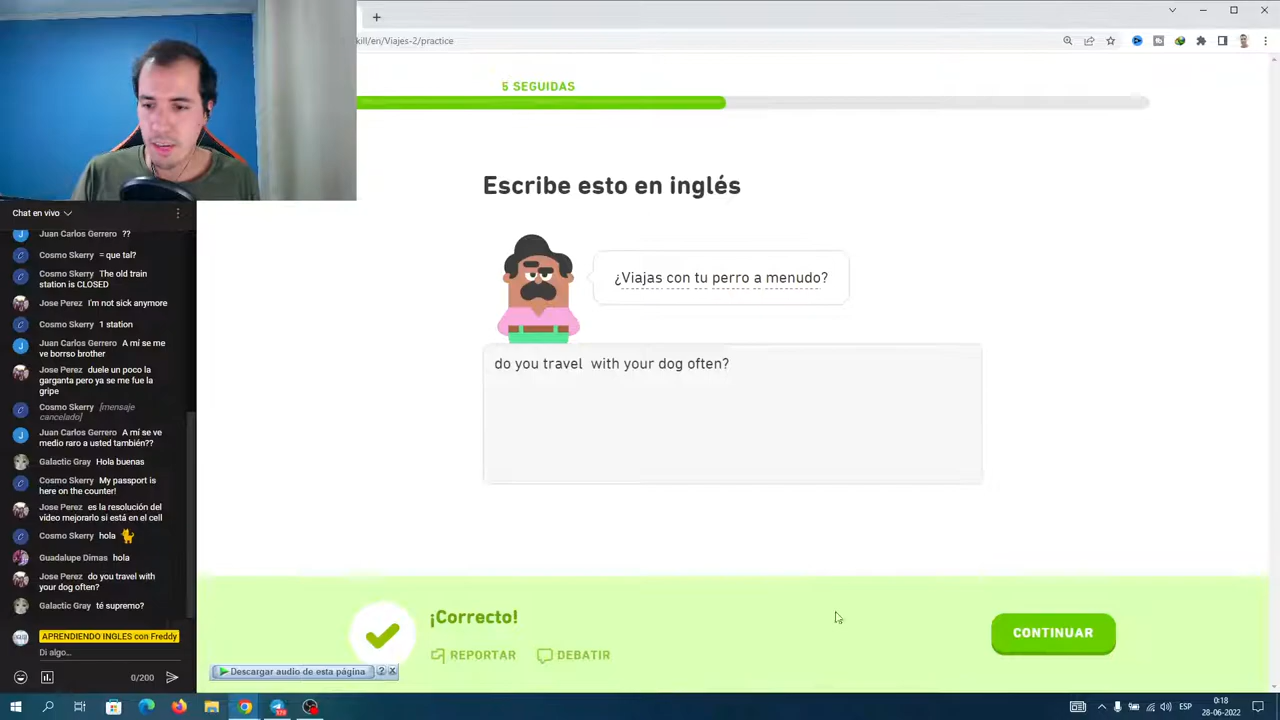 kill/en/Viajes-2/practice
5 SEGUIDAS
Escribe esto en inglés
¿Viajas con tu perro a menudo?
do you travel  with your dog often?
¡Correcto!
REPORTAR
DEBATIR
CONTINUAR
Chat en vivo
Juan Carlos Gerrero ??
Cosmo Skerry = que tal?
Cosmo Skerry The old train
station is CLOSED
Jose Perez I'm not sick anymore
Cosmo Skerry 1 station
Juan Carlos Gerrero A mí se me
ve borrso brother
Jose Perez duele un poco la
garganta pero ya se me fue la
gripe
Cosmo Skerry [mensaje
cancelado]
Juan Carlos Gerrero A mí se ve
medio raro a usted también??
Galactic Gray Hola buenas
Cosmo Skerry My passport is
here on the counter!
Jose Perez es la resolución del
vídeo mejorarlo si está en el cell
Cosmo Skerry hola 🐈
Guadalupe Dimas hola
Jose Perez do you travel with
your dog often?
Galactic Gray té supremo?
APRENDIENDO INGLES con Freddy
Di algo...
0/200
Descargar audio de esta página
ESP
0:18
28-06-2022